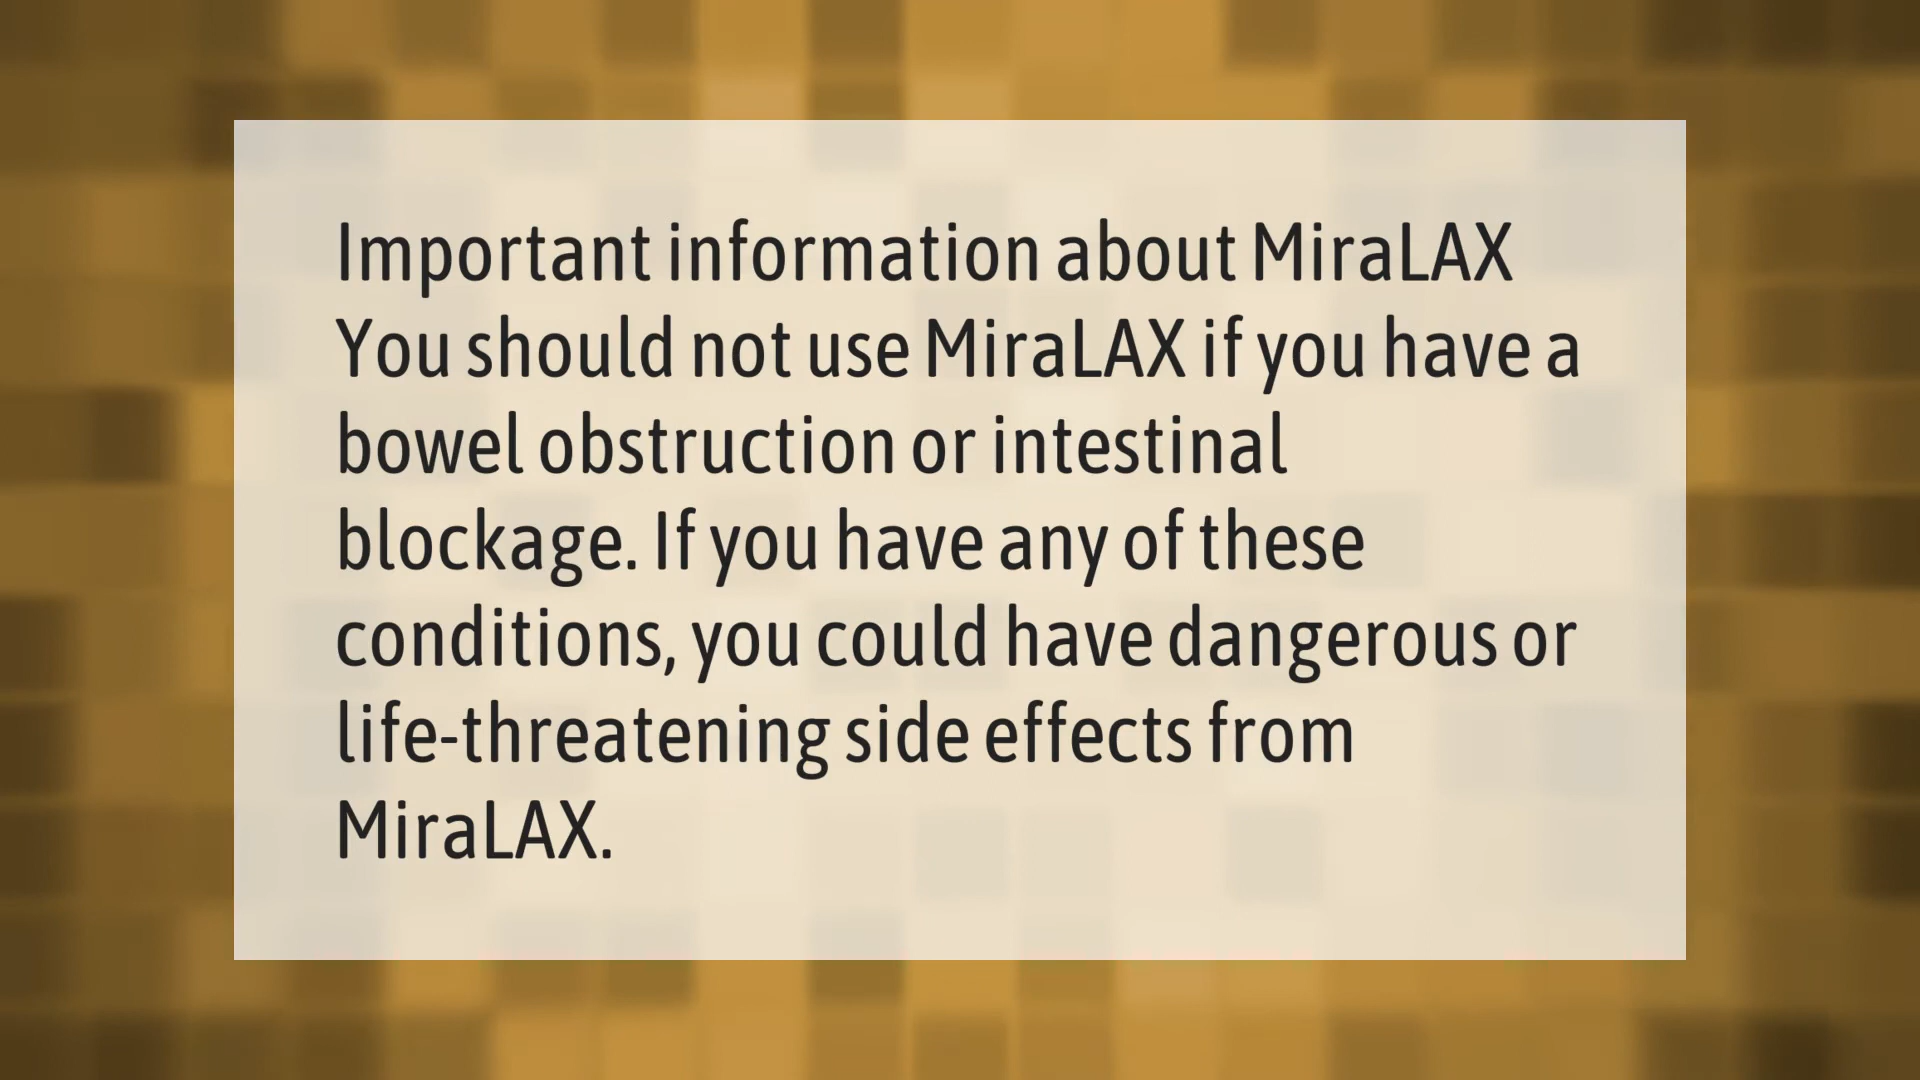 Important information about MiraLAX
You should not use MiraLAX if you have a
bowel obstruction or intestinal
blockage. If you have any of these
conditions, you could have dangerous or
life-threatening side effects from
MiraLAX.